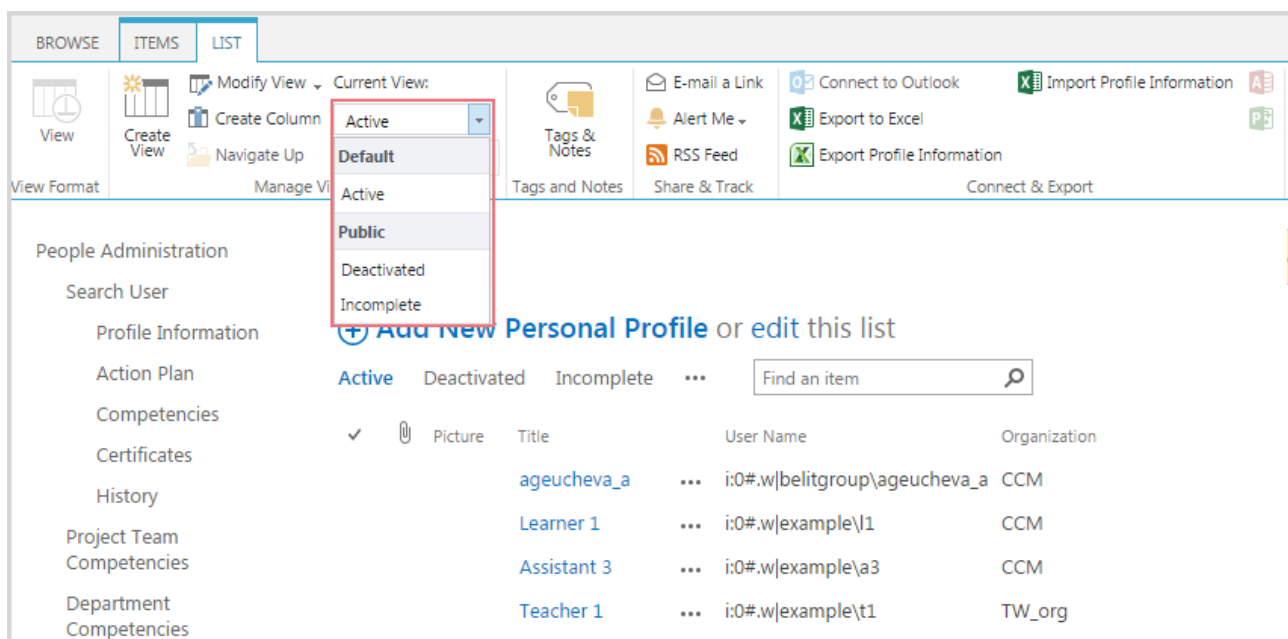 BROWSE ITEMS LIST
View
View Format
Create
View
Modify View
Create Column
Navigate Up
Current View:
Active
Manage Vi
Default
Active
Public
Deactivated
Incomplete
Tags &
Notes
Tags and Notes
E-mail a Link
Alert Me
RSS Feed
Share & Track
Connect to Outlook
Export to Excel
Export Profile Information
Import Profile Information
Connect & Export
People Administration
Search User
Profile Information
Action Plan
Competencies
Certificates
History
Project Team
Competencies
Department
Competencies
Add New Personal Profile or edit this list
Active Deactivated Incomplete ••• Find an item
Picture Title User Name Organization
ageucheva_a ••• i:0#.w|belitgroup\ageucheva_a CCM
Learner 1 ••• i:0#.w|example\l1 CCM
Assistant 3 ••• i:0#.w|example\a3 CCM
Teacher 1 ••• i:0#.w|example\t1 TW_org